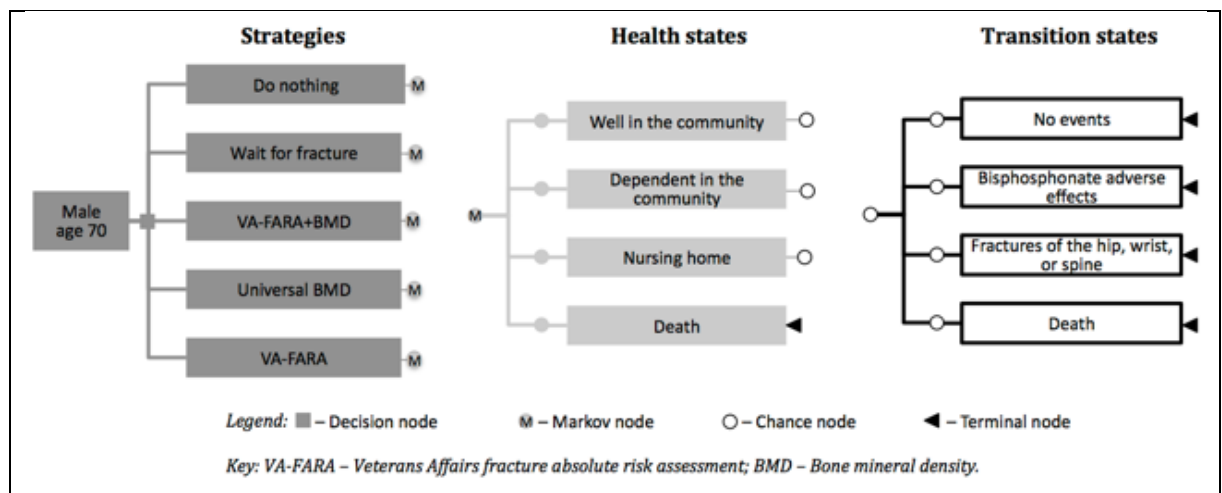 Strategies
Health states
Transition states
Male
age 70
Do nothing
M
Wait for fracture
M
VA-FARA+BMD
M
Universal BMD
M
VA-FARA
M
M
Well in the community
Dependent in the
community
Nursing home
Death
No events
Bisphosphonate adverse
effects
Fractures of the hip, wrist,
or spine
Death
Legend: – Decision node M – Markov node – Chance node – Terminal node
Key: VA-FARA – Veterans Affairs fracture absolute risk assessment; BMD – Bone mineral density.